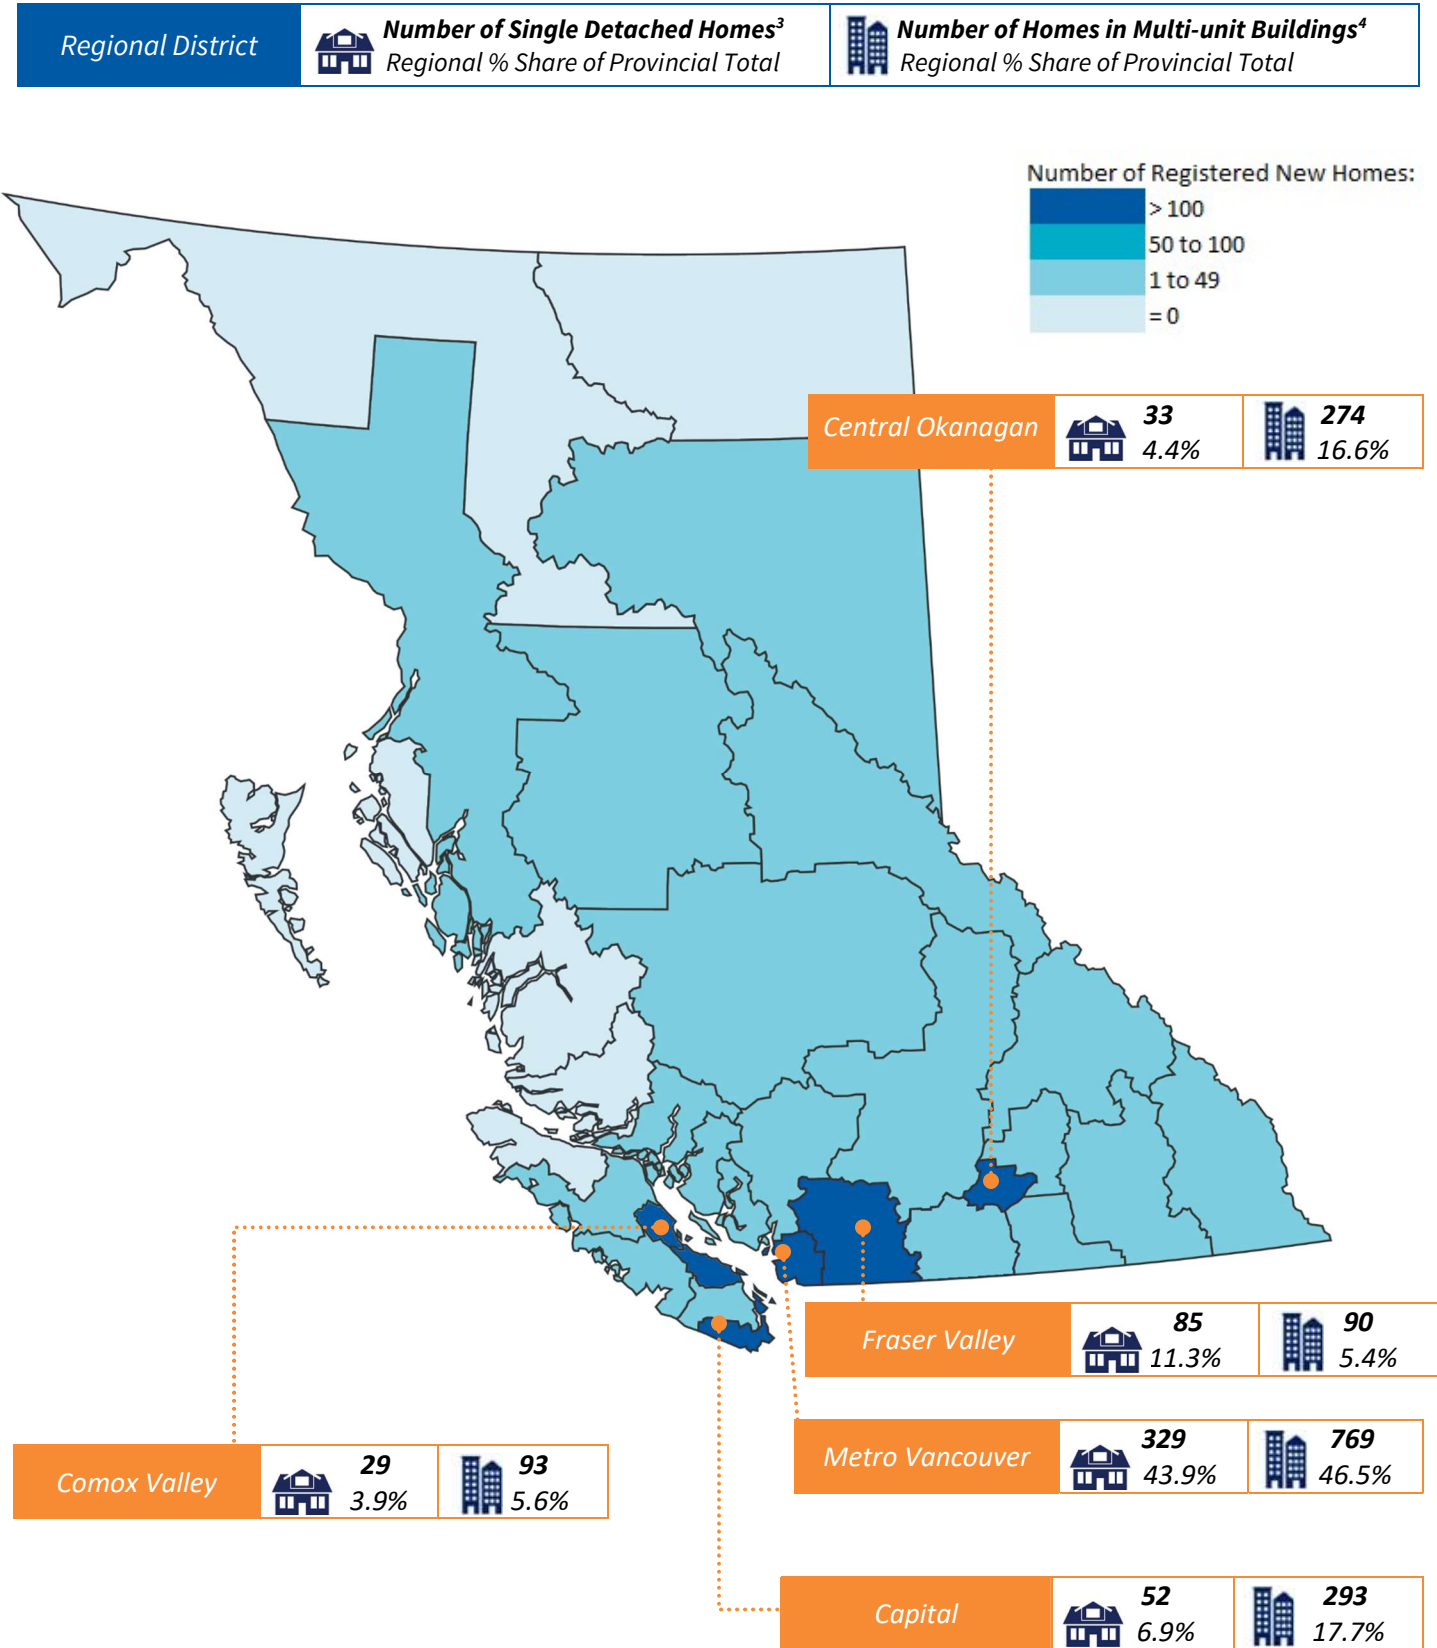 Regional District
Number of Single Detached Homes³
Regional % Share of Provincial Total
Number of Homes in Multi-unit Buildings⁴
Regional % Share of Provincial Total
Number of Registered New Homes:
> 100
50 to 100
1 to 49
= 0
Central Okanagan
33
4.4%
274
16.6%
Fraser Valley
85
11.3%
90
5.4%
Metro Vancouver
329
43.9%
769
46.5%
Comox Valley
29
3.9%
93
5.6%
Capital
52
6.9%
293
17.7%